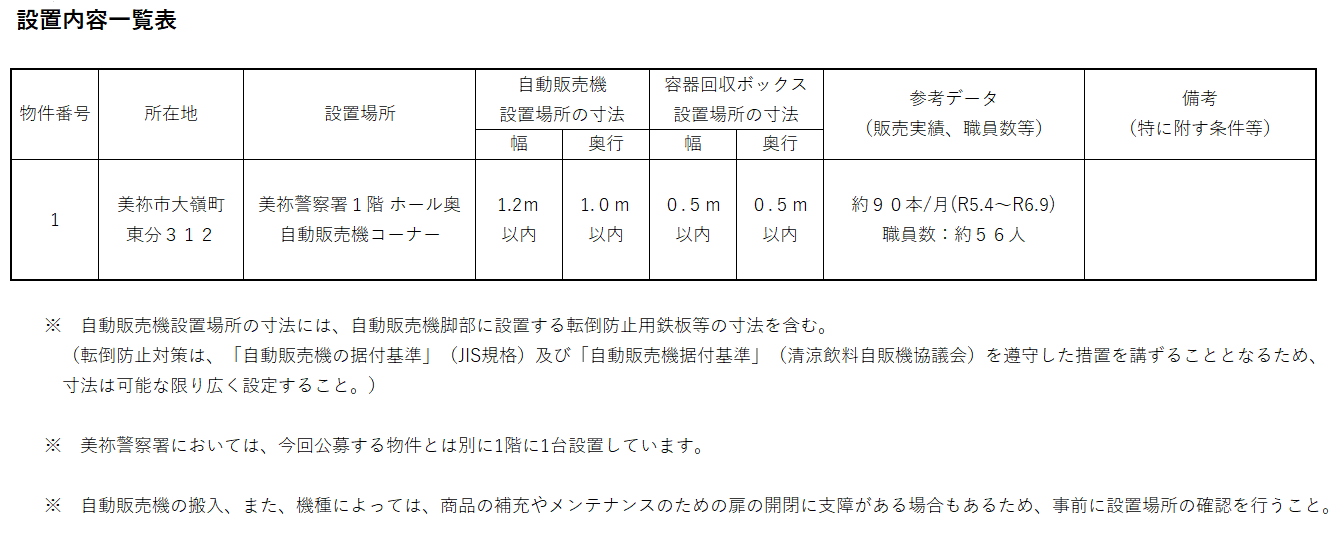 設置内容一覧表
物件番号 所在地 設置場所 自動販売機 設置場所の寸法 容器回収ボックス 設置場所の寸法 参考データ (販売実績、職員数等) 備考 (特に附す条件等)
幅 奥行 幅 奥行
1 美祢市大嶺町 東分３１２ 美祢警察署１階 ホール奥 自動販売機コーナー 1.2ｍ 以内 1.０ｍ 以内 ０.５ｍ 以内 ０.５ｍ 以内 約９０本/月(R5.4～R6.9) 職員数：約５６人
※　自動販売機設置場所の寸法には、自動販売機脚部に設置する転倒防止用鉄板等の寸法を含む。
（転倒防止対策は、「自動販売機の据付基準」（JIS規格）及び「自動販売機据付基準」（清涼飲料自販機協議会）を遵守した措置を講ずることとなるため、
寸法は可能な限り広く設定すること。）
※　美祢警察署においては、今回公募する物件とは別に1階に1台設置しています。
※　自動販売機の搬入、また、機種によっては、商品の補充やメンテナンスのための扉の開閉に支障がある場合もあるため、事前に設置場所の確認を行うこと。